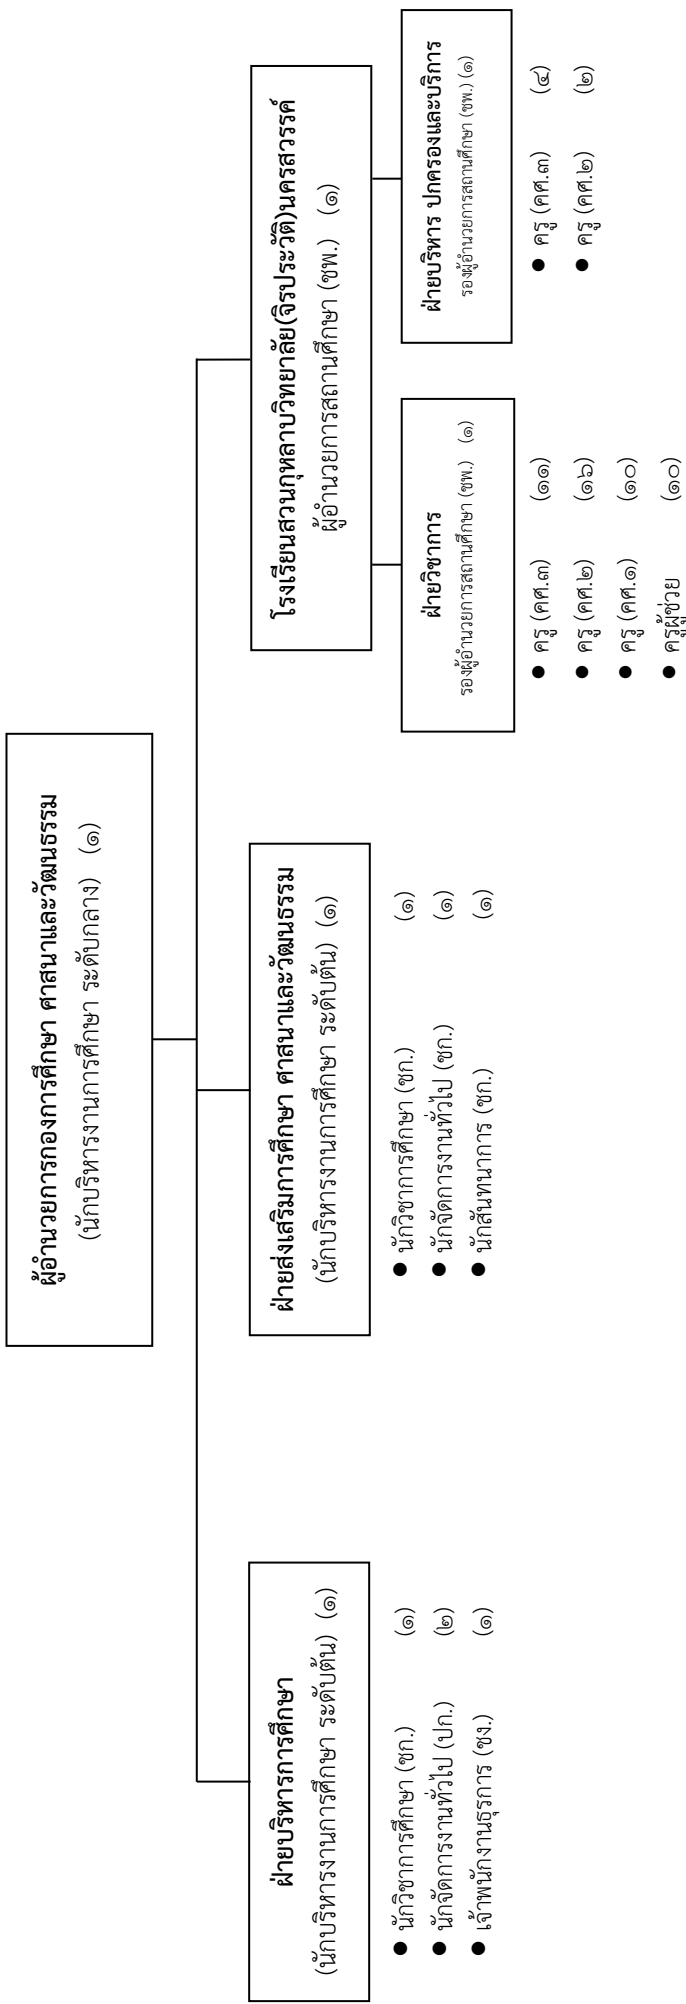 ผู้อำนวยการกองการศึกษา ศาสนาและวัฒนธรรม
(นักบริหารงานการศึกษา ระดับกลาง) (๑)
ฝ่ายบริหารการศึกษา
(นักบริหารงานการศึกษา ระดับต้น) (๑)
● นักวิชาการศึกษา (ชก.) (๑)
● นักจัดการงานทั่วไป (ปก.) (๒)
● เจ้าพนักงานธุรการ (ชง.) (๑)
ฝ่ายส่งเสริมการศึกษา ศาสนาและวัฒนธรรม
(นักบริหารงานการศึกษา ระดับต้น) (๑)
● นักวิชาการศึกษา (ชก.) (๑)
● นักจัดการงานทั่วไป (ชก.) (๑)
● นักสันทนาการ (ชก.) (๑)
โรงเรียนสวนกุหลาบวิทยาลัย(จิรประวัติ)นครสวรรค์
ผู้อำนวยการสถานศึกษา (ชพ.) (๑)
ฝ่ายวิชาการ
รองผู้อำนวยการสถานศึกษา (ชพ.) (๑)
● ครู (คศ.๓) (๑๑)
● ครู (คศ.๒) (๑๖)
● ครู (คศ.๑) (๑๐)
● ครูผู้ช่วย (๑๐)
ฝ่ายบริหาร ปกครองและบริการ
รองผู้อำนวยการสถานศึกษา (ชพ.) (๑)
● ครู (คศ.๓) (๔)
● ครู (คศ.๒) (๒)